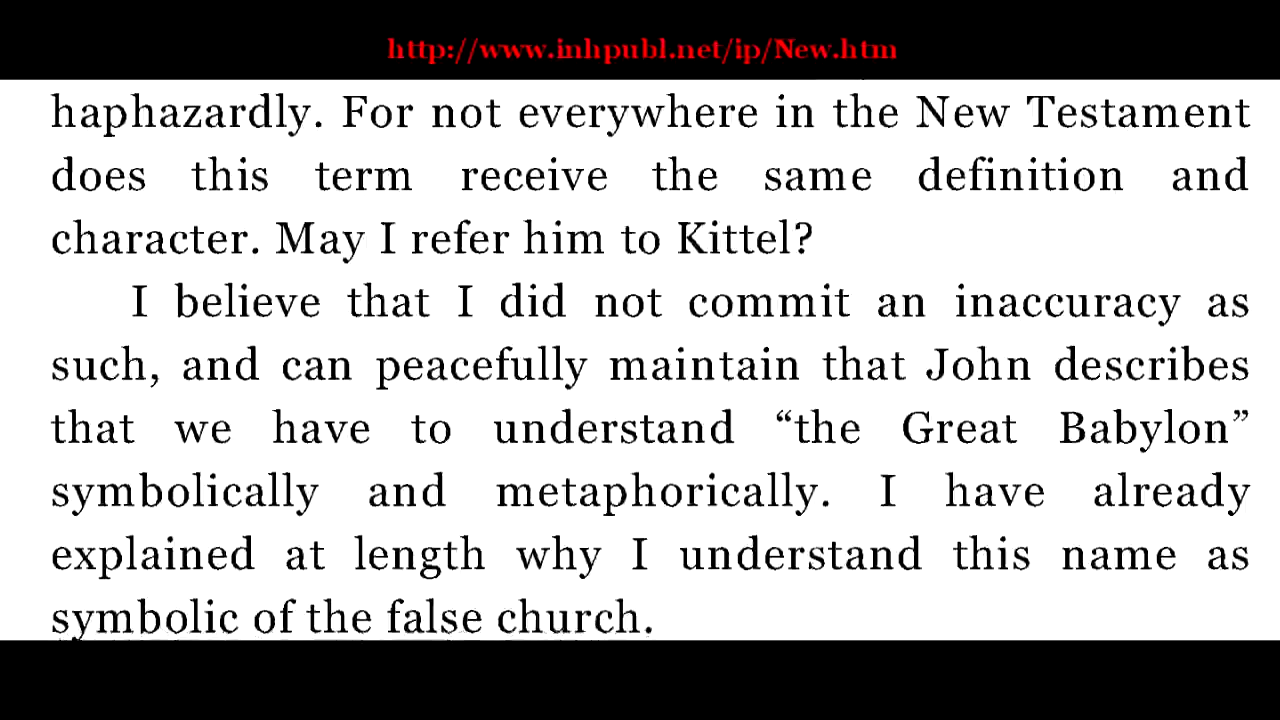 http://www.inhpubl.net/ip/New.htm
haphazardly. For not everywhere in the New Testament
does this term receive the same definition and
character. May I refer him to Kittel?
I believe that I did not commit an inaccuracy as
such, and can peacefully maintain that John describes
that we have to understand “the Great Babylon”
symbolically and metaphorically. I have already
explained at length why I understand this name as
symbolic of the false church.